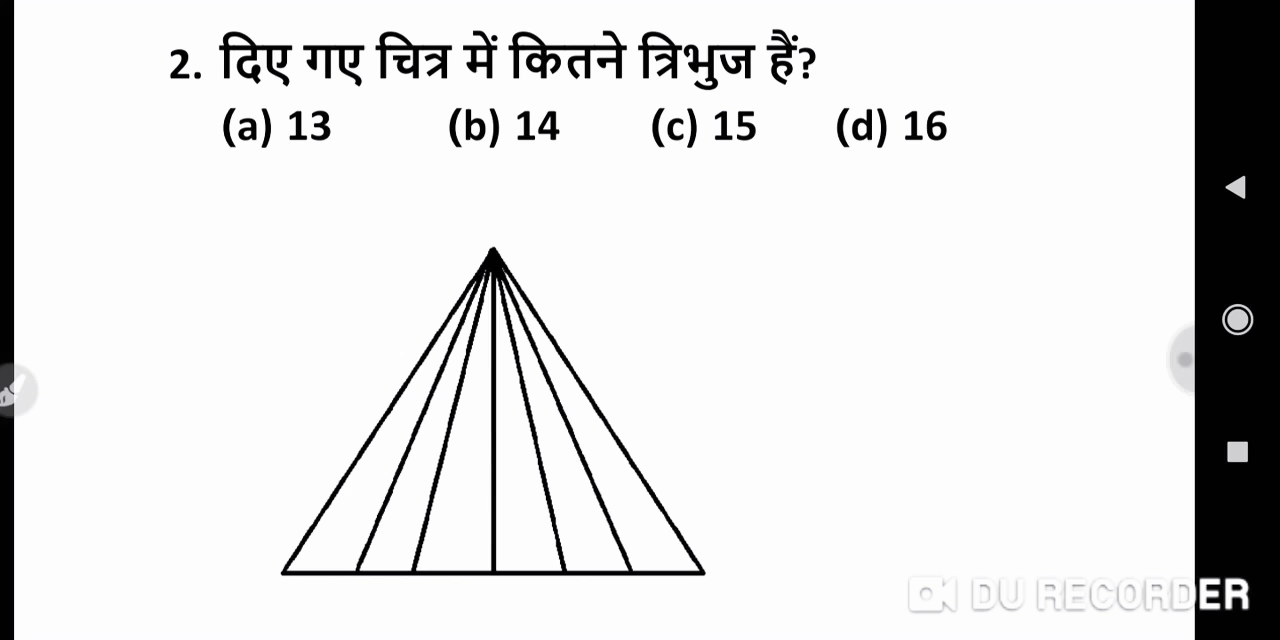 2. दिए गए चित्र में कितने त्रिभुज हैं?
(a) 13 (b) 14 (c) 15 (d) 16
DU RECORDER